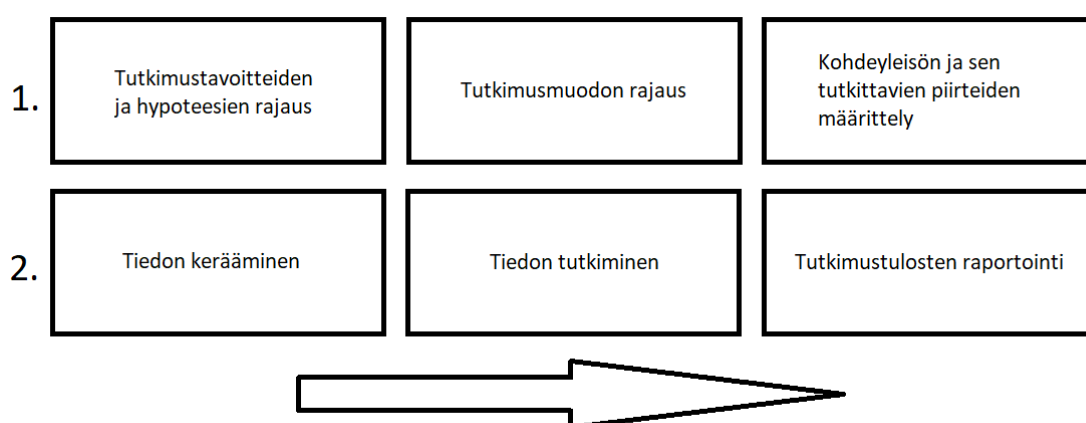 1.
Tutkimustavoitteiden
ja hypoteesien rajaus
Tutkimusmuodon rajaus
Kohdeyleisön ja sen
tutkittavien piirteiden
määrittely
2.
Tiedon kerääminen
Tiedon tutkiminen
Tutkimustulosten raportointi